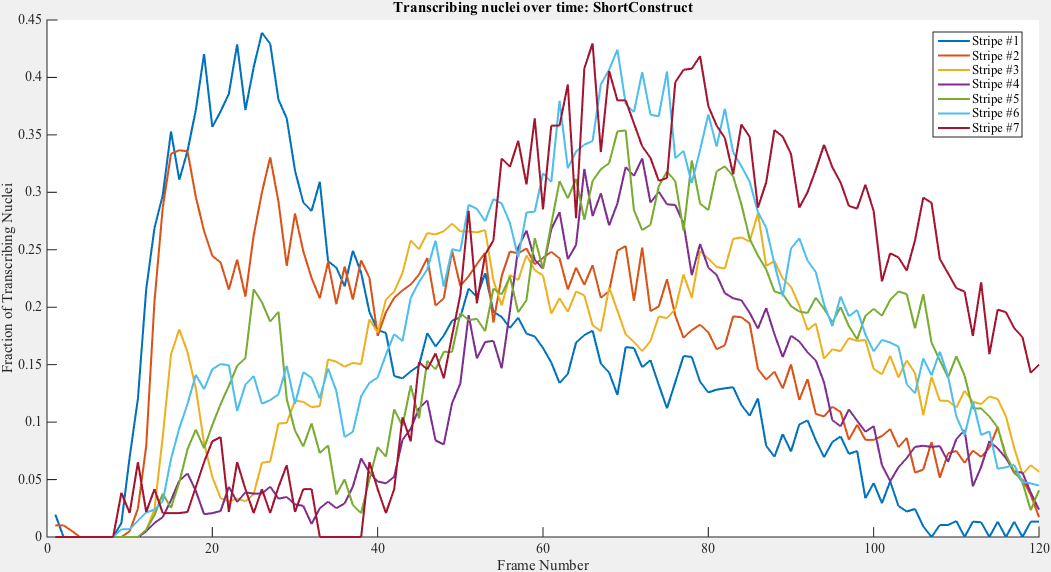 Transcribing nuclei over time: ShortConstruct
0.45
0.4
0.35
0.3
0.25
0.2
0.15
0.1
0.05
0
Fraction of Transcribing Nuclei
Stripe #1
Stripe #2
Stripe #3
Stripe #4
Stripe #5
Stripe #6
Stripe #7
0 20 40 60 80 100 120
Frame Number